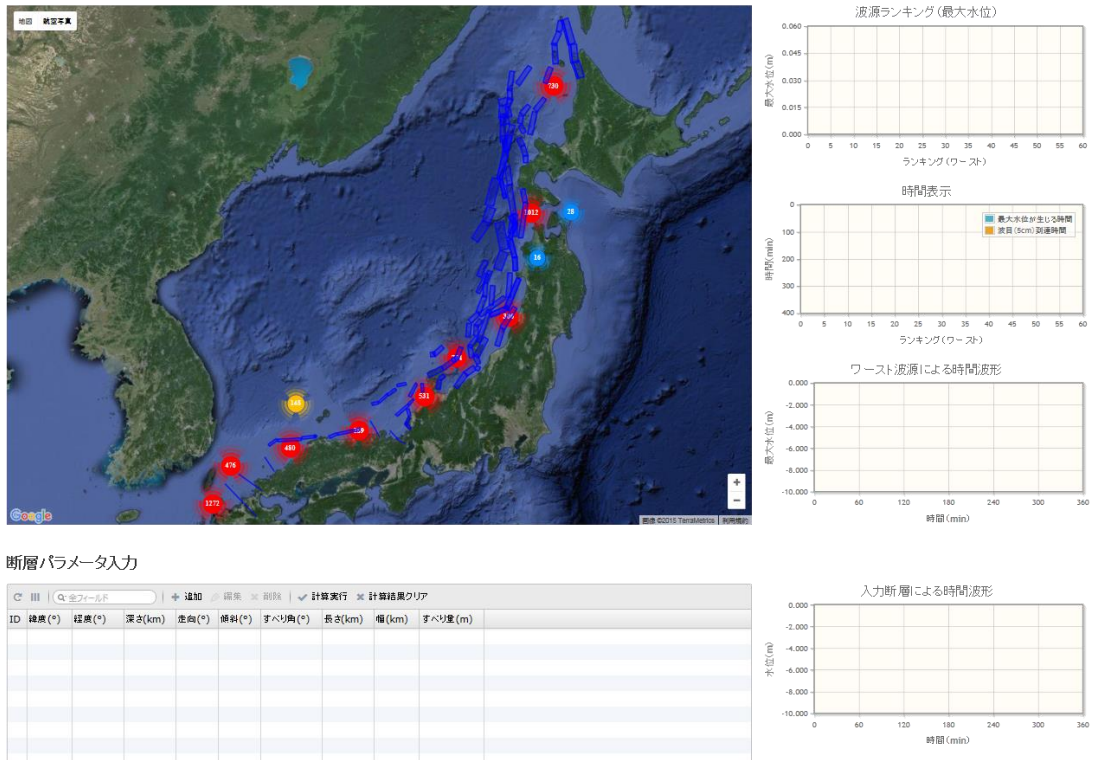 地図 航空写真
730
1012
28
16
531
480
476
1272
Google
+
−
画像 ©2015 TerraMetrics 利用規約
波源ランキング(最大水位)
最大水位(m)
0.060
0.045
0.030
0.015
0.000
0 5 10 15 20 25 30 35 40 45 50 55 60
ランキング(ワースト)
時間表示
時間(min)
0
100
200
300
400
最大水位が生じる時間
波目(5cm)到達時間
0 5 10 15 20 25 30 35 40 45 50 55 60
ランキング(ワースト)
ワースト波源による時間波形
最大水位(m)
0.000
-2.000
-4.000
-6.000
-8.000
-10.000
0 60 120 180 240 300 360
時間(min)
断層パラメータ入力
全フィールド + 追加 編集 × 削除 計算実行 × 計算結果クリア
ID 緯度(°) 経度(°) 深さ(km) 走向(°) 傾斜(°) すべり角(°) 長さ(km) 幅(km) すべり量(m)
入力断層による時間波形
水位(m)
0.000
-2.000
-4.000
-6.000
-8.000
-10.000
0 60 120 180 240 300 360
時間(min)